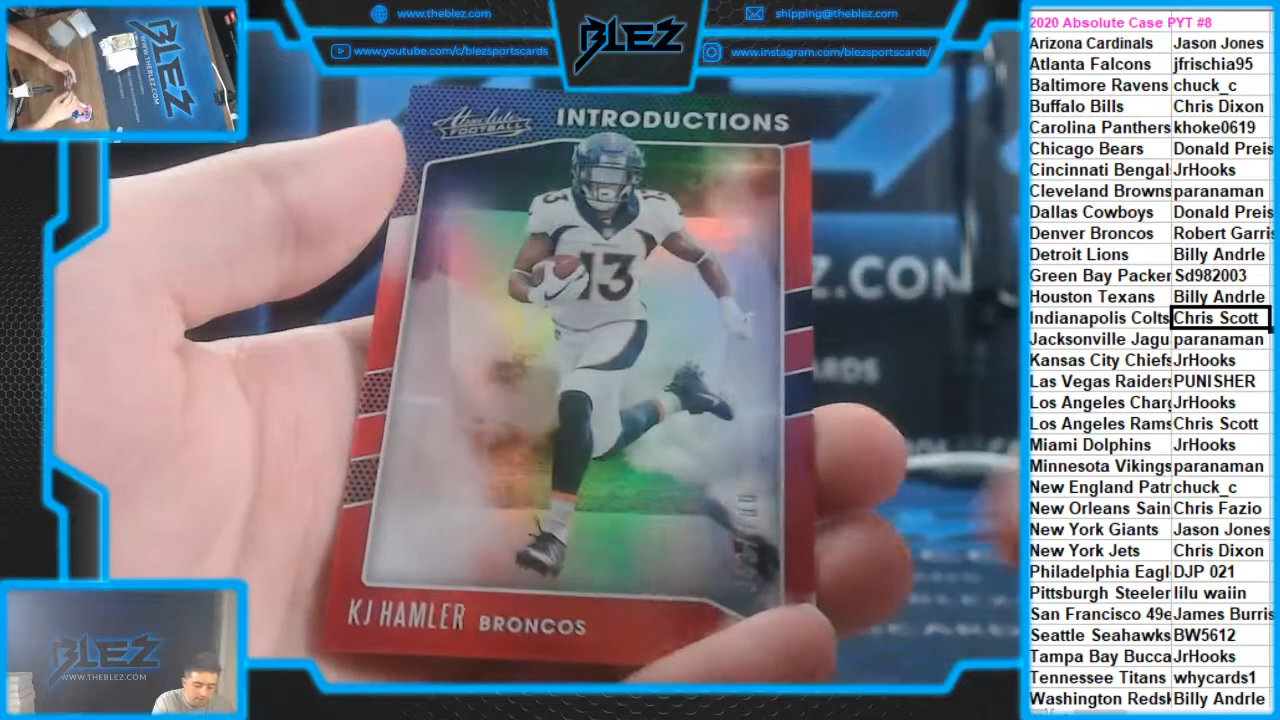 www.theblez.com
www.youtube.com/c/blezsportscards
BLEZ
shipping@theblez.com
www.instagram.com/blezsportscards/
BLEZ
WWW.THEBLEZ.COM
Absolute
FOOTBALL
INTRODUCTIONS
13
13
Z.CON
RDS
KJ HAMLER BRONCOS
BLEZ
WWW.THEBLEZ.COM
2020 Absolute Case PYT #8
Arizona Cardinals Jason Jones
Atlanta Falcons jfrischia95
Baltimore Ravens chuck_c
Buffalo Bills Chris Dixon
Carolina Panthers khoke0619
Chicago Bears Donald Preis
Cincinnati Bengal JrHooks
Cleveland Browns paranaman
Dallas Cowboys Donald Preis
Denver Broncos Robert Garris
Detroit Lions Billy Andrle
Green Bay Packer Sd982003
Houston Texans Billy Andrle
Indianapolis Colts Chris Scott
Jacksonville Jagu paranaman
Kansas City Chiefs JrHooks
Las Vegas Raiders PUNISHER
Los Angeles Charg JrHooks
Los Angeles Rams Chris Scott
Miami Dolphins JrHooks
Minnesota Vikings paranaman
New England Patr chuck_c
New Orleans Sain Chris Fazio
New York Giants Jason Jones
New York Jets Chris Dixon
Philadelphia Eagl DJP 021
Pittsburgh Steeler lilu waiin
San Francisco 49e James Burris
Seattle Seahawks BW5612
Tampa Bay Bucca JrHooks
Tennessee Titans whycards1
Washington Redsk Billy Andrle